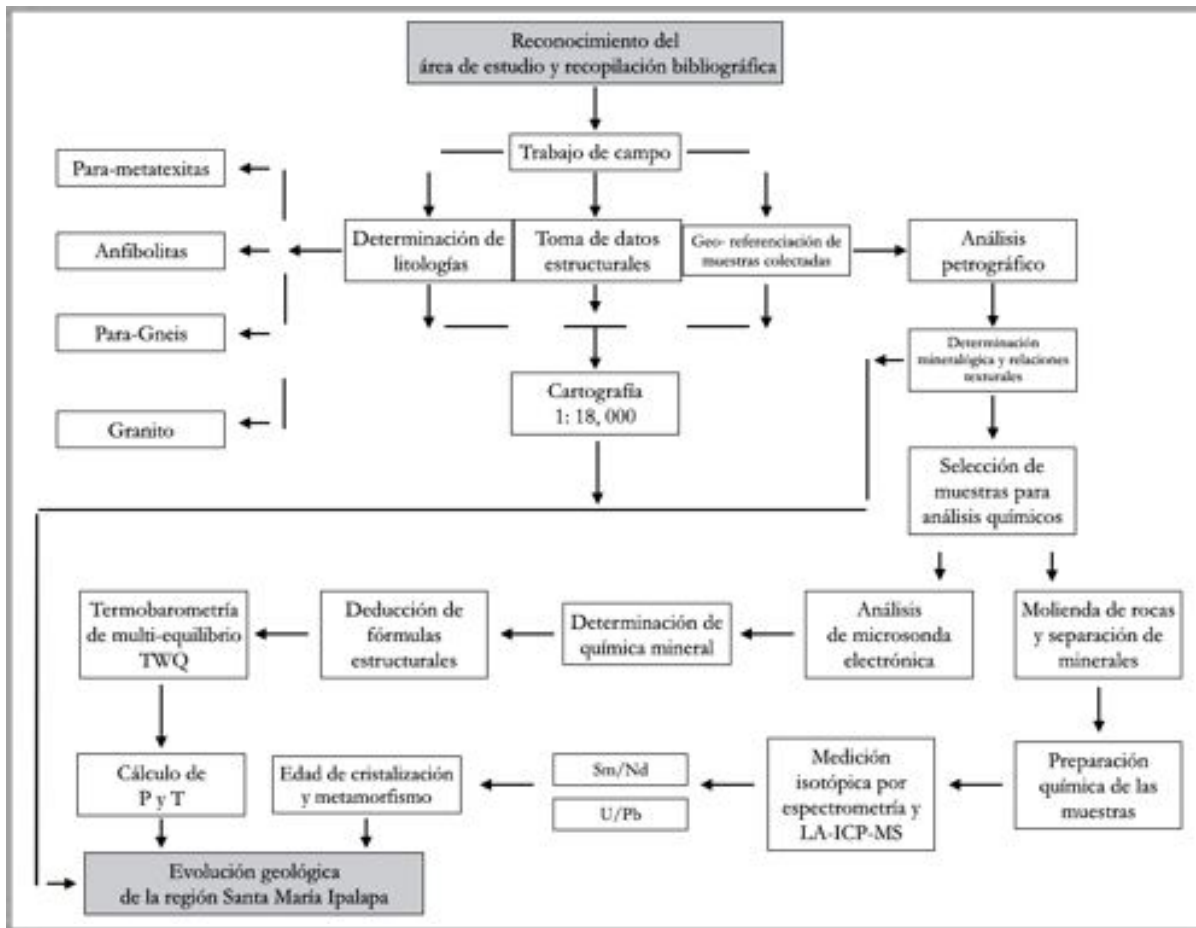 Reconocimiento del
área de estudio y recopilación bibliográfica
Trabajo de campo
Para-metatexitas
Anfibolitas
Para-Gneis
Granito
Determinación de
litologías
Toma de datos
estructurales
Geo- referenciación de
muestras colectadas
Análisis
petrográfico
Determinación
mineralógica y relaciones
texturales
Cartografía
1: 18, 000
Selección de
muestras para
análisis químicos
Termobarometría
de multi-equilíbrio
TWQ
Deducción de
fórmulas
estructurales
Determinación de
química mineral
Análisis
de microsonda
electrónica
Molienda de rocas
y separación de
minerales
Cálculo de
P y T
Edad de cristalización
y metamorfismo
Sm/Nd
U/Pb
Medición
isotópica por
espectrometría y
LA-ICP-MS
Preparación
química de las
muestras
Evolución geológica
de la región Santa María Ipalapa